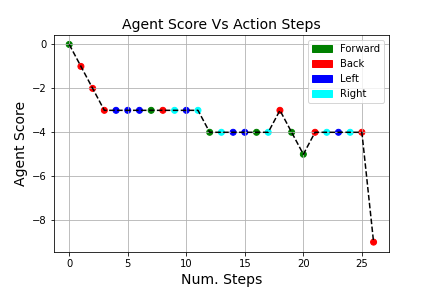 Agent Score Vs Action Steps
0
−2
−4
−6
−8
Agent Score
Forward
Back
Left
Right
0 5 10 15 20 25
Num. Steps